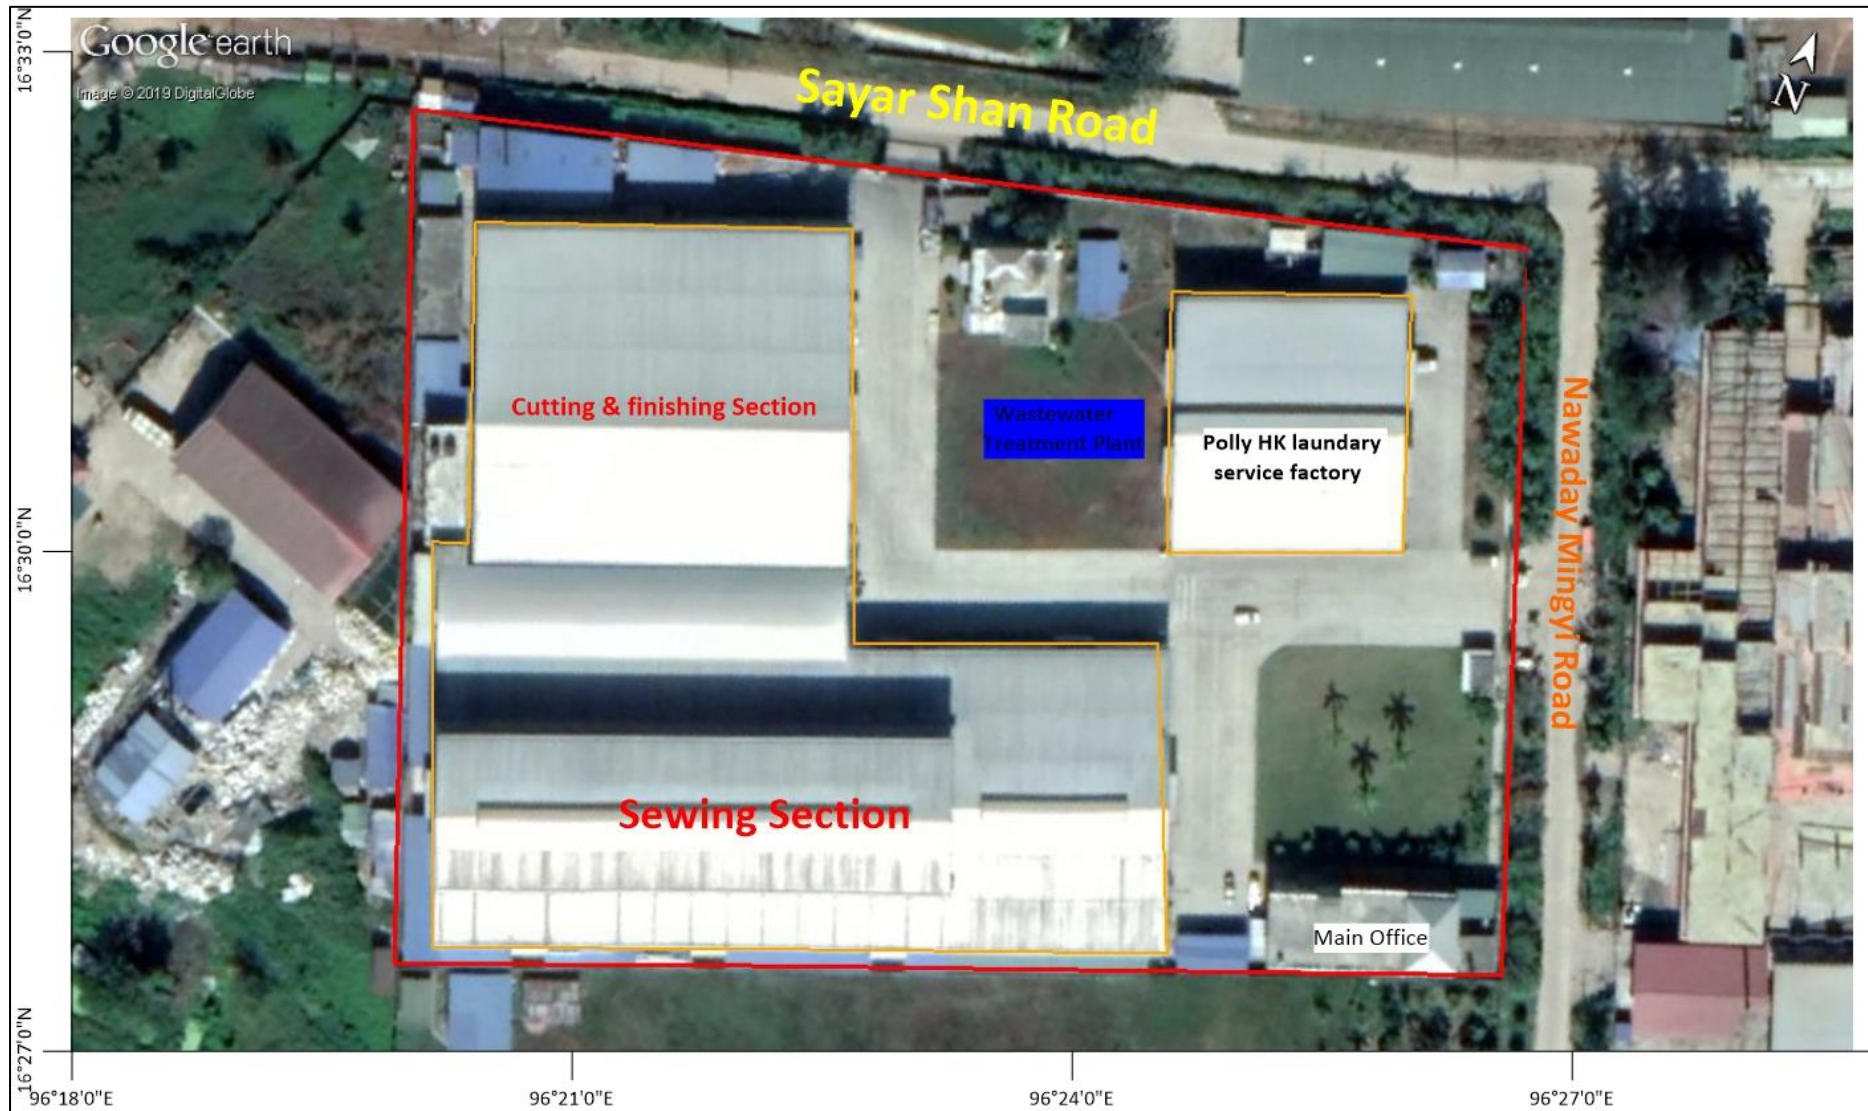 Google earth
Image © 2019 DigitalGlobe
N
Sayar Shan Road
16°33'0"N
16°30'0"N
16°27'0"N
Cutting & finishing Section
Wastewater
Treatment Plant
Polly HK laundary
service factory
Nawaday Mingyi Road
Sewing Section
Main Office
96°18'0"E
96°21'0"E
96°24'0"E
96°27'0"E